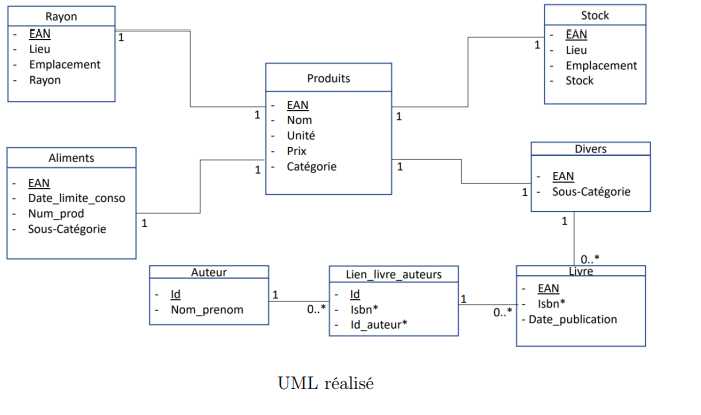 Rayon
- EAN
- Lieu
- Emplacement
- Rayon
1
Stock
- EAN
- Lieu
- Emplacement
- Stock
1
Produits
- EAN
- Nom
- Unité
- Prix
- Catégorie
1
1
1
1
Aliments
- EAN
- Date_limite_conso
- Num_prod
- Sous-Catégorie
1
Divers
- EAN
- Sous-Catégorie
1
1
0..*
Auteur
- Id
- Nom_prenom
1
0..*
Lien_livre_auteurs
- Id
- Isbn*
- Id_auteur*
1
0..*
Livre
- EAN
- Isbn*
- Date_publication
UML réalisé